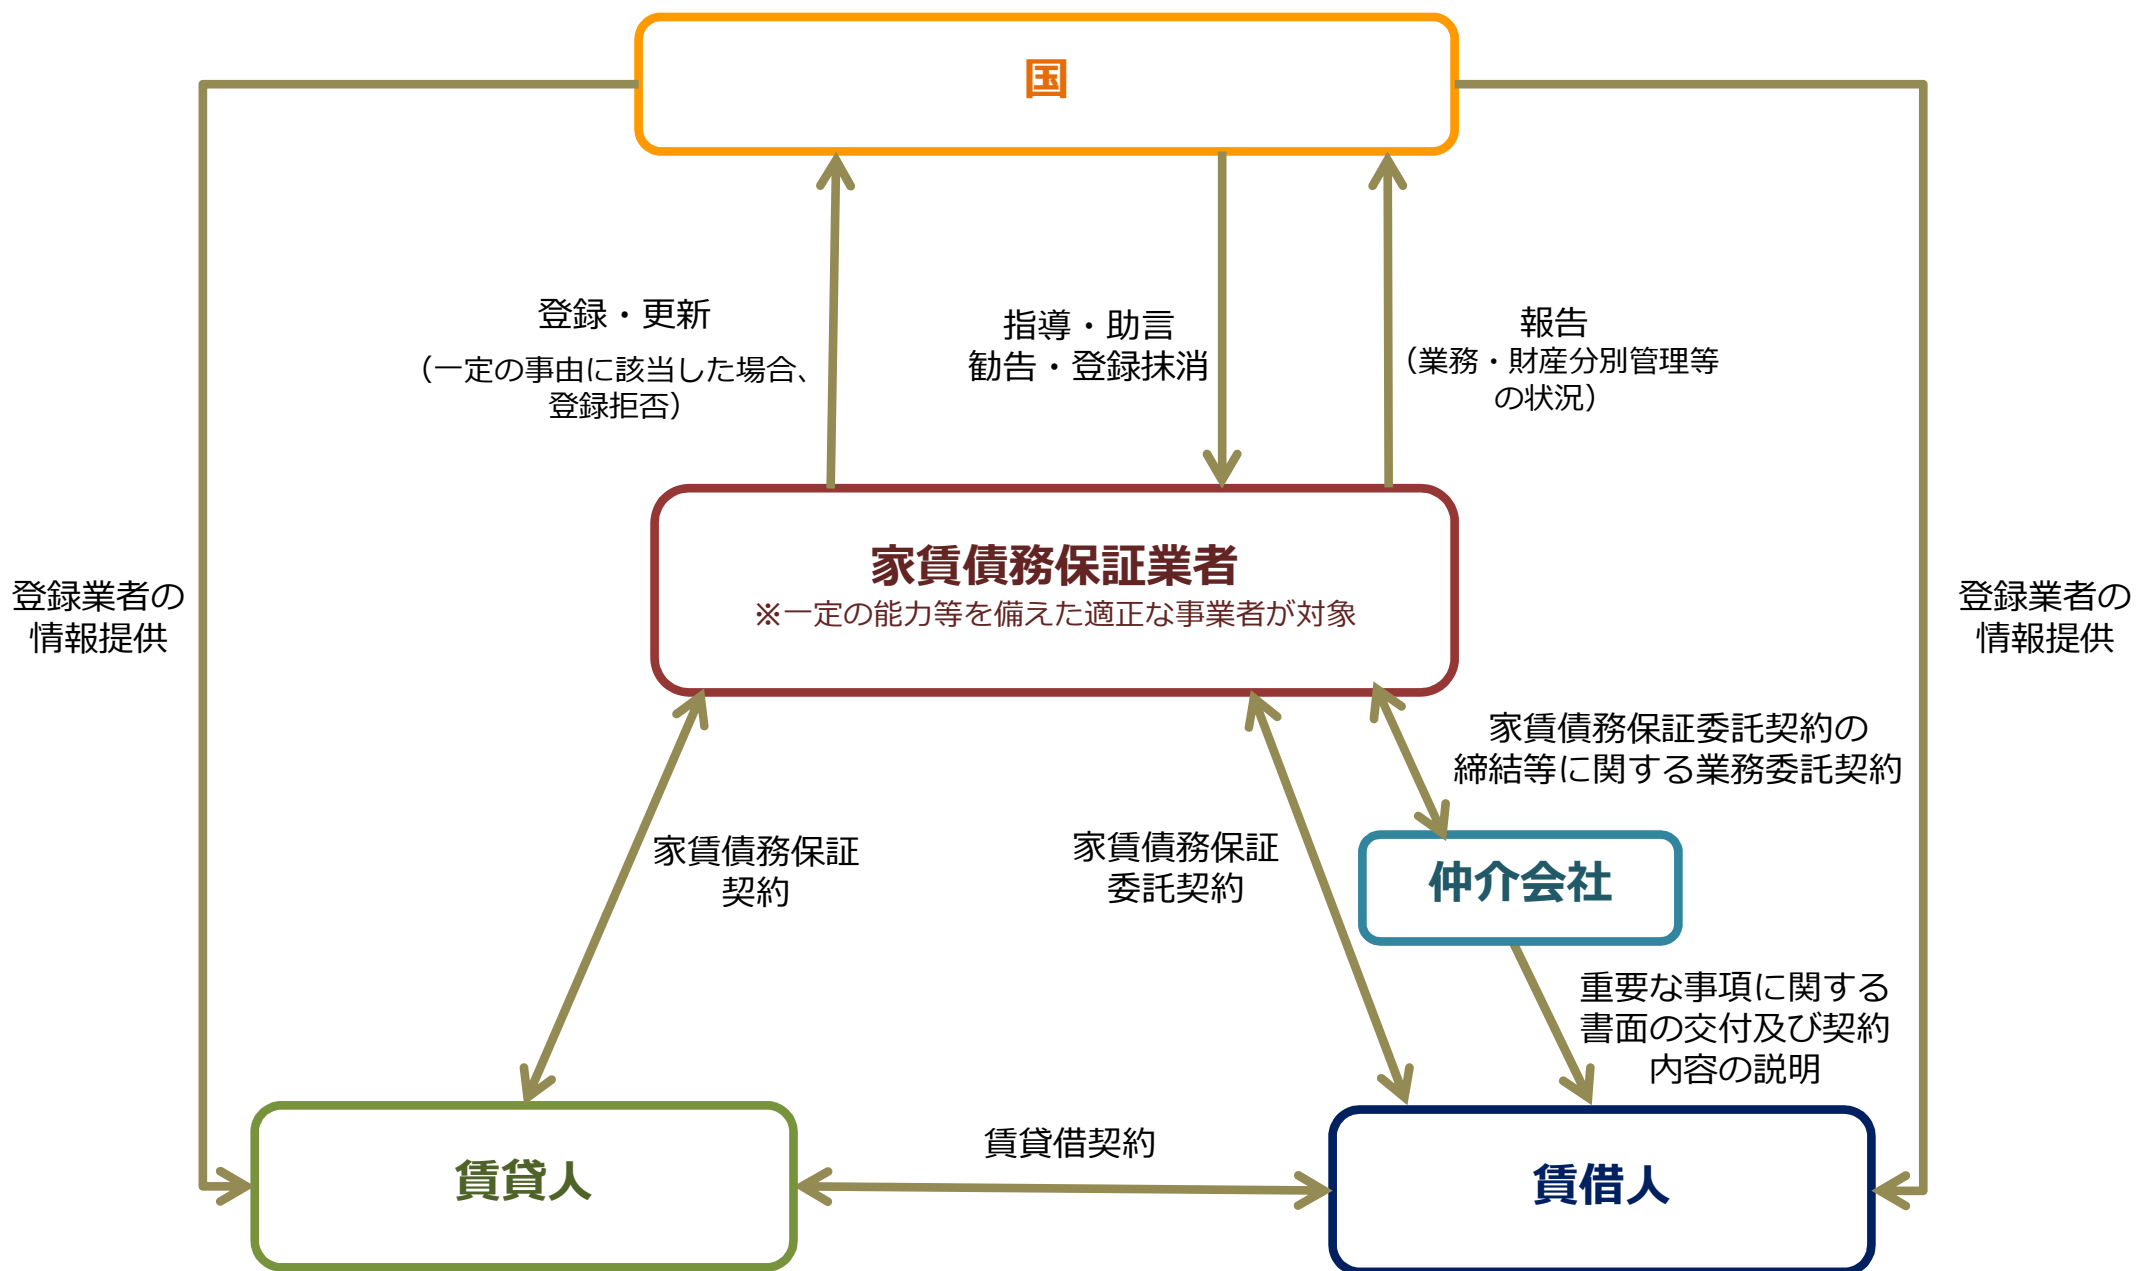 国
登録・更新
（一定の事由に該当した場合、
登録拒否）
指導・助言
勧告・登録抹消
報告
（業務・財産分別管理等
の状況）
家賃債務保証業者
※一定の能力等を備えた適正な事業者が対象
登録業者の
情報提供
登録業者の
情報提供
家賃債務保証委託契約の
締結等に関する業務委託契約
家賃債務保証
契約
家賃債務保証
委託契約
仲介会社
重要な事項に関する
書面の交付及び契約
内容の説明
賃貸借契約
賃貸人
賃借人